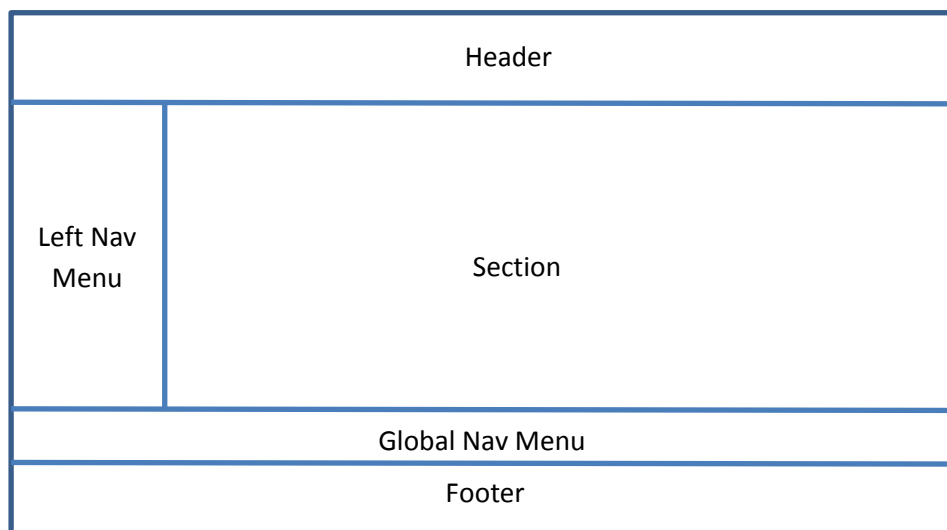 Header
Left Nav
Menu
Section
Global Nav Menu
Footer